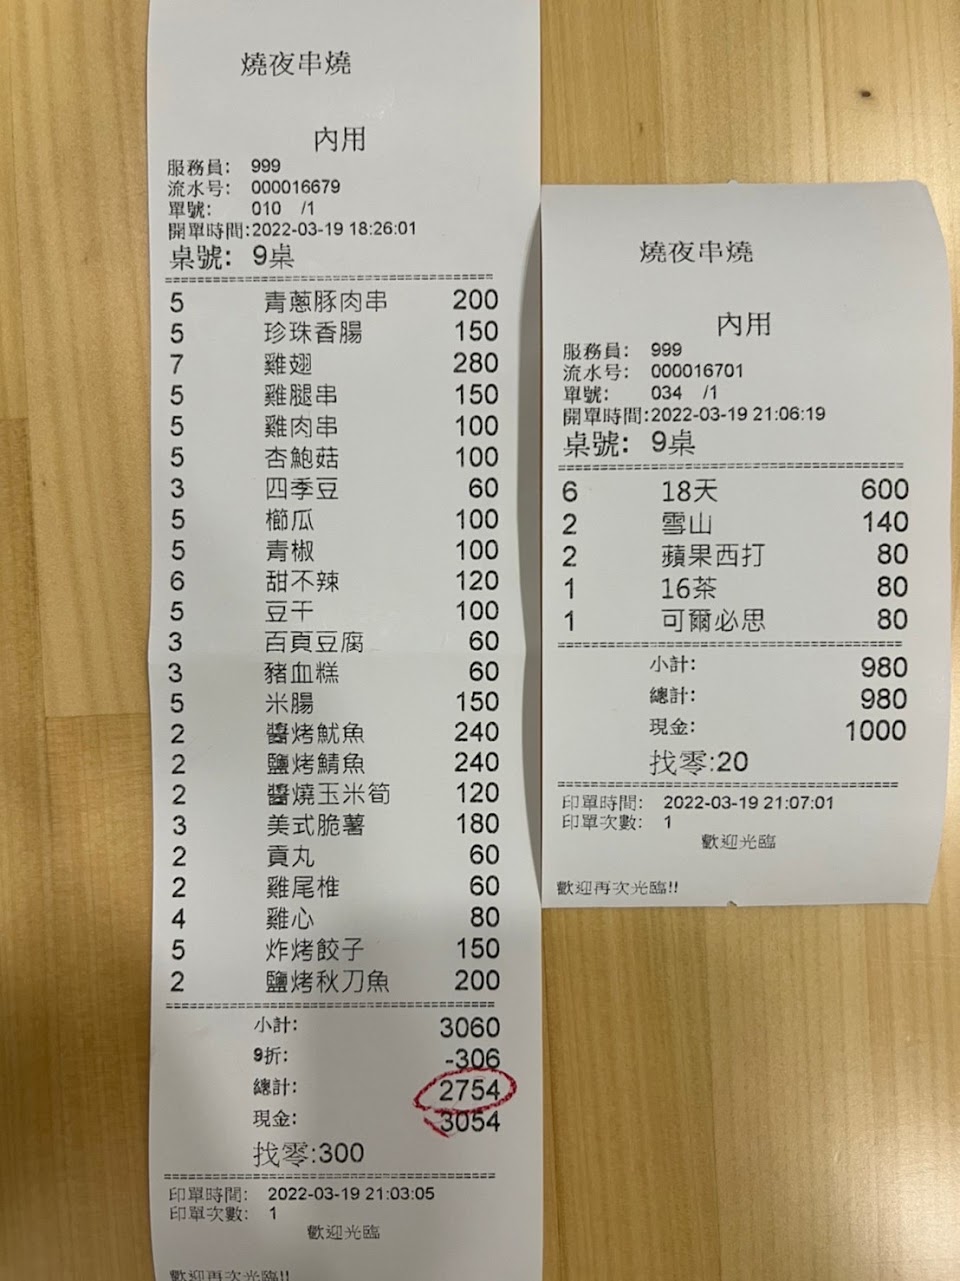 燒夜串燒
內用
服務員: 999
流水号: 000016679
單號: 010 /1
開單時間:2022-03-19 18:26:01
桌號: 9桌
5 青蔥豚肉串 200
5 珍珠香腸 150
7 雞翅 280
5 雞腿串 150
5 雞肉串 100
5 杏鮑菇 100
3 四季豆 60
5 櫛瓜 100
5 青椒 100
6 甜不辣 120
5 豆干 100
3 百頁豆腐 60
3 豬血糕 60
5 米腸 150
2 醬烤魷魚 240
2 鹽烤鯖魚 240
2 醬燒玉米筍 120
3 美式脆薯 180
2 貢丸 60
2 雞尾椎 60
4 雞心 80
5 炸烤餃子 150
2 鹽烤秋刀魚 200
小計: 3060
9折: -306
總計: 2754
現金: 3054
找零:300
印單時間: 2022-03-19 21:03:05
印單次數: 1
歡迎光臨
歡迎再次光臨!!
燒夜串燒
內用
服務員: 999
流水号: 000016701
單號: 034 /1
開單時間:2022-03-19 21:06:19
桌號: 9桌
6 18天 600
2 雪山 140
2 蘋果西打 80
1 16茶 80
1 可爾必思 80
小計: 980
總計: 980
現金: 1000
找零:20
印單時間: 2022-03-19 21:07:01
印單次數: 1
歡迎光臨
歡迎再次光臨!!